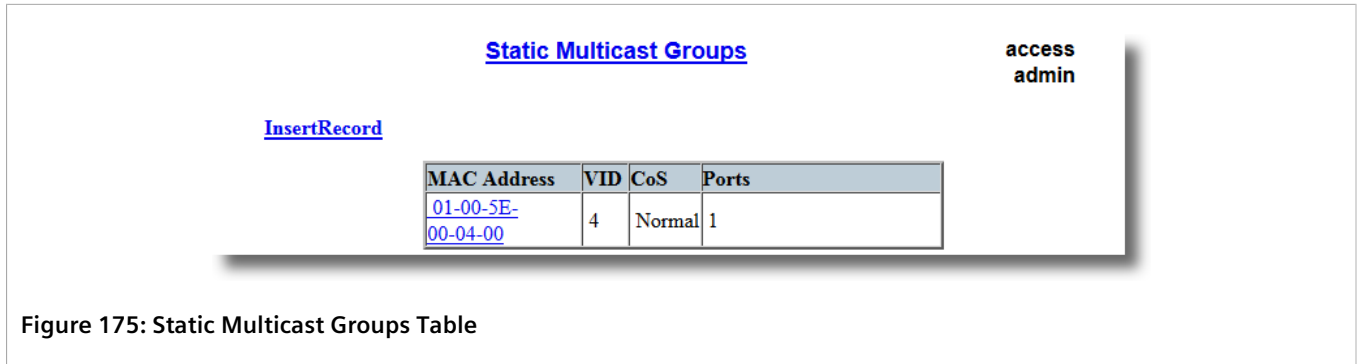 Static Multicast Groups
access
admin
InsertRecord
MAC Address VID CoS Ports
01-00-5E-
00-04-00 4 Normal 1
Figure 175: Static Multicast Groups Table